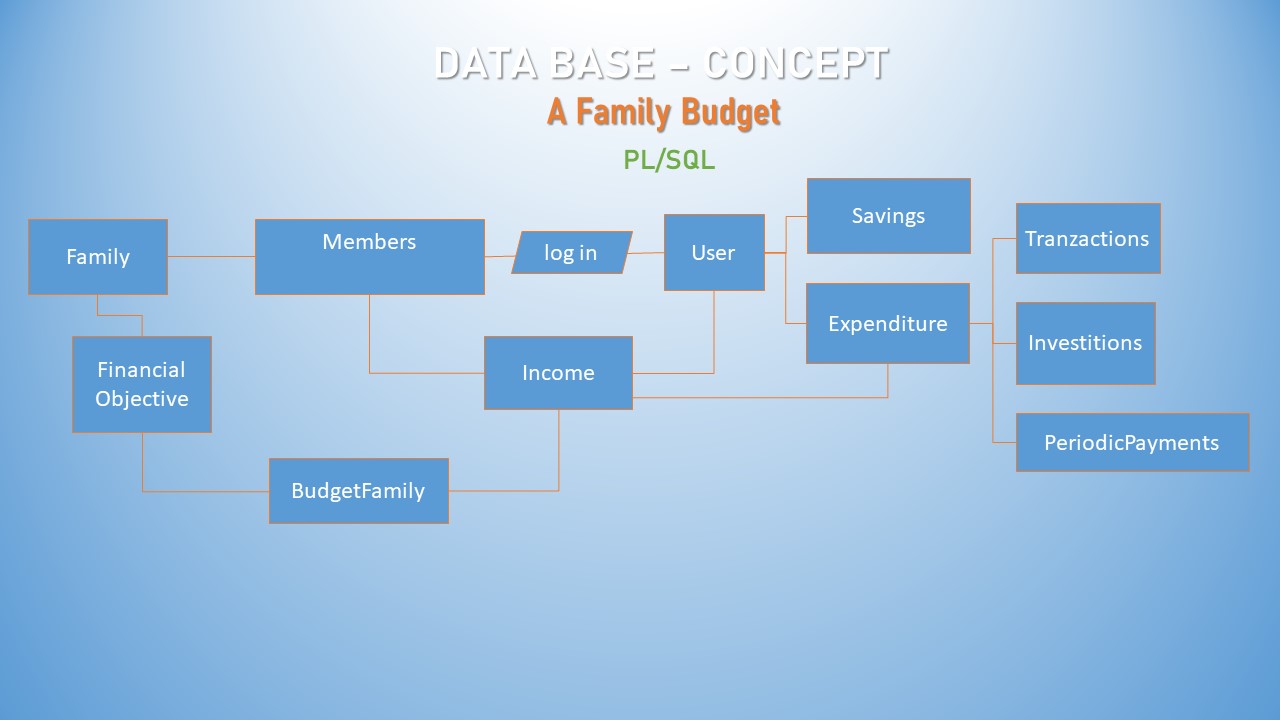 DATA BASE – CONCEPT
A Family Budget
PL/SQL
Family
Members
log in
User
Savings
Tranzactions
Expenditure
Investitions
Financial
Objective
Income
PeriodicPayments
BudgetFamily